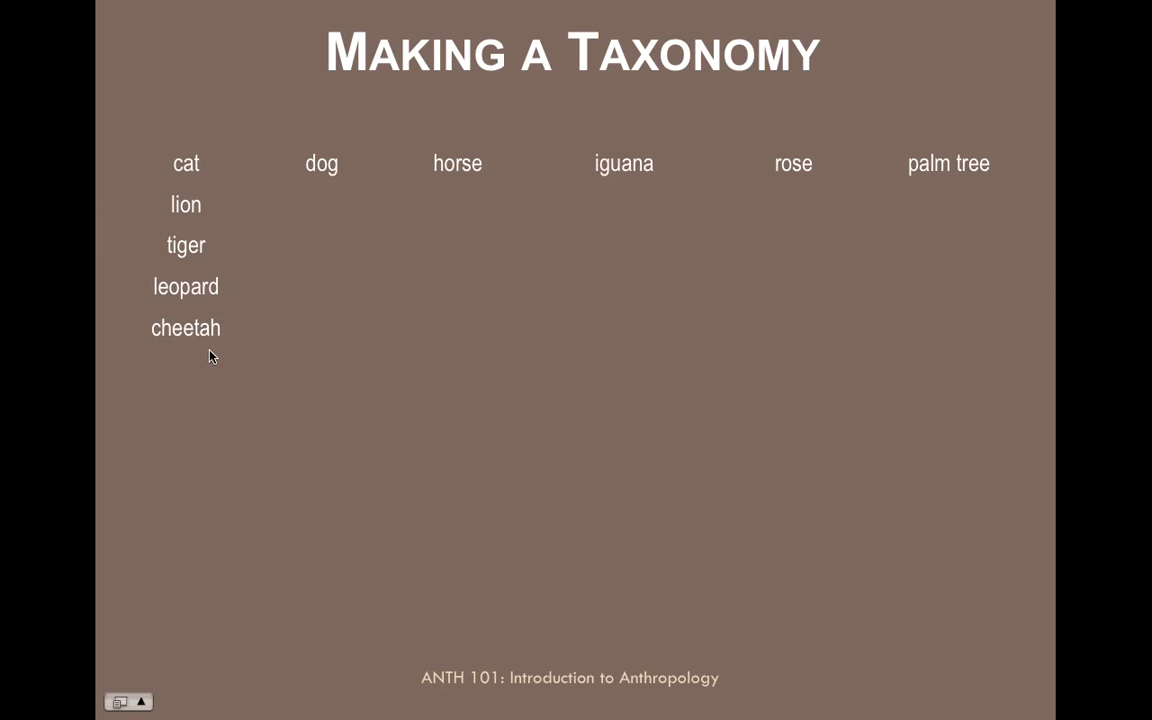 MAKING A TAXONOMY
cat dog horse iguana rose palm tree
lion
tiger
leopard
cheetah
ANTH 101: Introduction to Anthropology